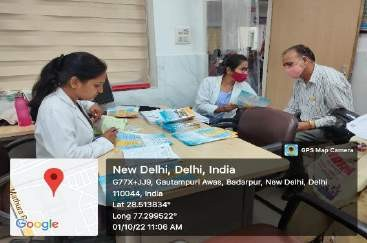 GPS Map Camera
New Delhi, Delhi, India
G77X+JJ9, Gautampuri Awas, Badarpur, New Delhi, Delhi
110044, India
Lat 28.513834°
Long 77.299522°
01/10/22 11:06 AM
Mathura
Google